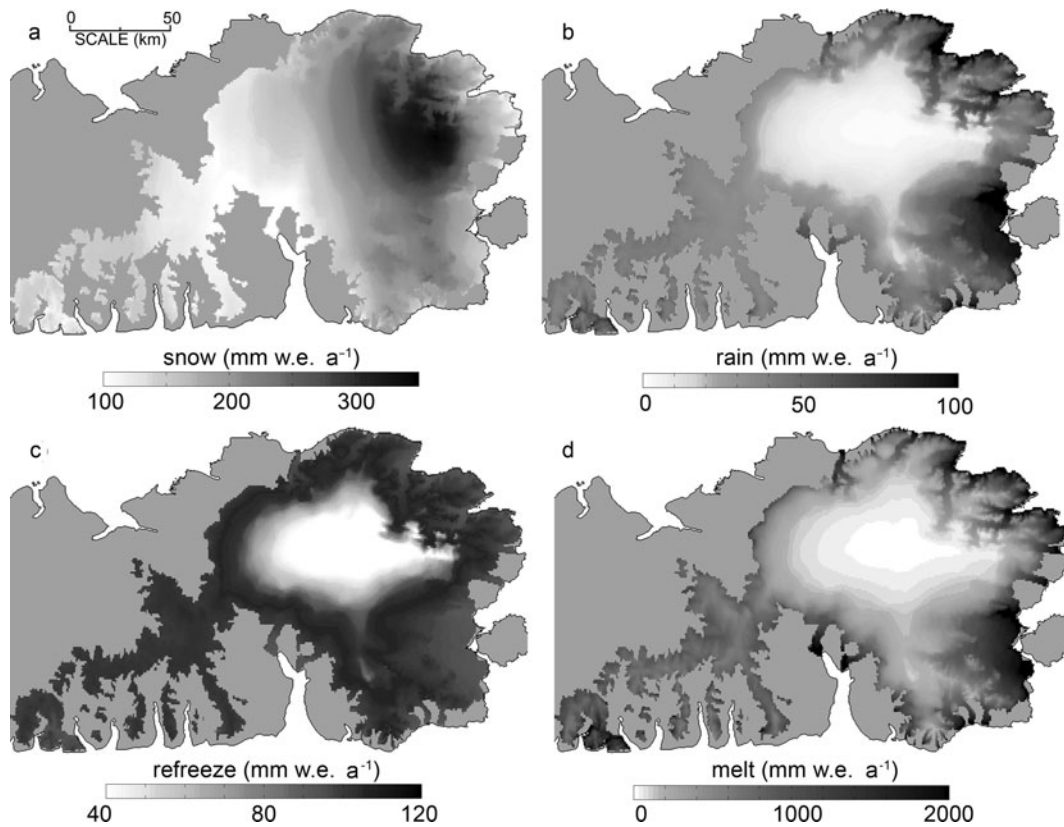 a
0 50
SCALE (km)
b
snow (mm w.e. a⁻¹)
100 200 300
rain (mm w.e. a⁻¹)
0 50 100
c
d
refreeze (mm w.e. a⁻¹)
40 80 120
melt (mm w.e. a⁻¹)
0 1000 2000